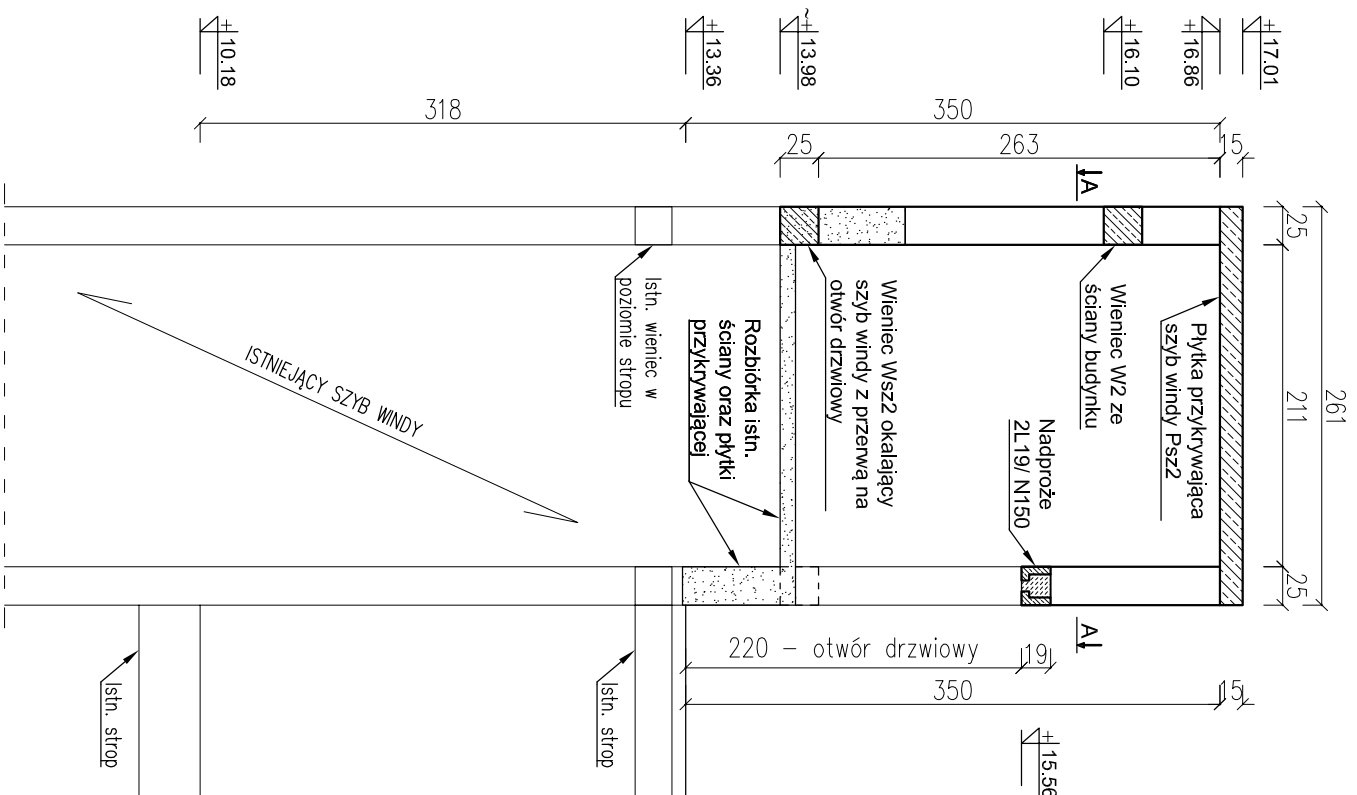 +17.01
+16.86
+16.10
~
+13.98
+13.36
+10.18
350
318
15
263
25
A
261
25
211
25
Płytka przykrywająca
szyb windy Psz2
Wieniec W2 ze
ściany budynku
Nadproże
2L19/ N150
Wieniec Wsz2 okalający
szyb windy z przerwą na
otwór drzwiowy
Rozbiórka istn.
ściany oraz płytki
przykrywającej
Istn. wieniec w
poziomie stropu
ISTNIEJĄCY SZYB WINDY
A
19
220 – otwór drzwiowy
15
350
+15.56
Istn. strop
Istn. strop